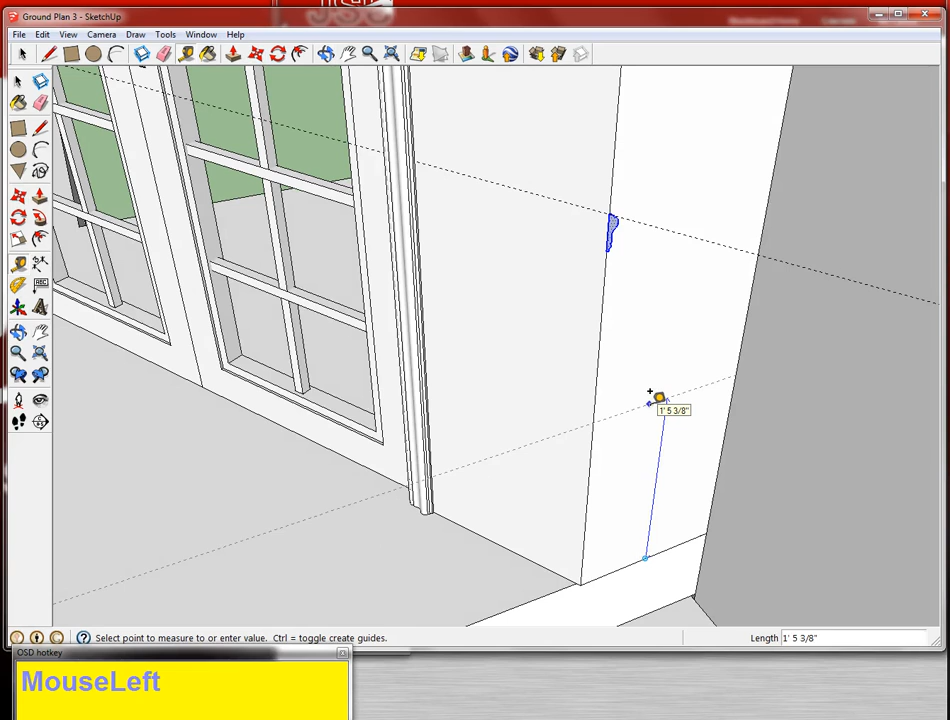 Ground Plan 3 - SketchUp
File Edit View Camera Draw Tools Window Help
ABC
1' 5 3/8"
Select point to measure to or enter value. Ctrl = toggle create guides.
Length 1' 5 3/8"
OSD hotkey
MouseLeft